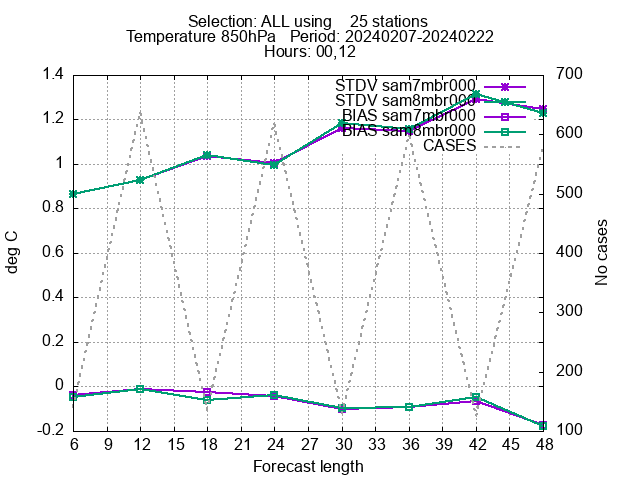 Selection: ALL using    25 stations
Temperature 850hPa   Period: 20240207-20240222
Hours: 00,12
1.4
1.2
1
0.8
0.6
0.4
0.2
0
-0.2
deg C
STDV sam7mbr000
STDV sam8mbr000
BIAS sam7mbr000
BIAS sam8mbr000
CASES
700
600
500
400
300
200
100
No cases
6 9 12 15 18 21 24 27 30 33 36 39 42 45 48
Forecast length